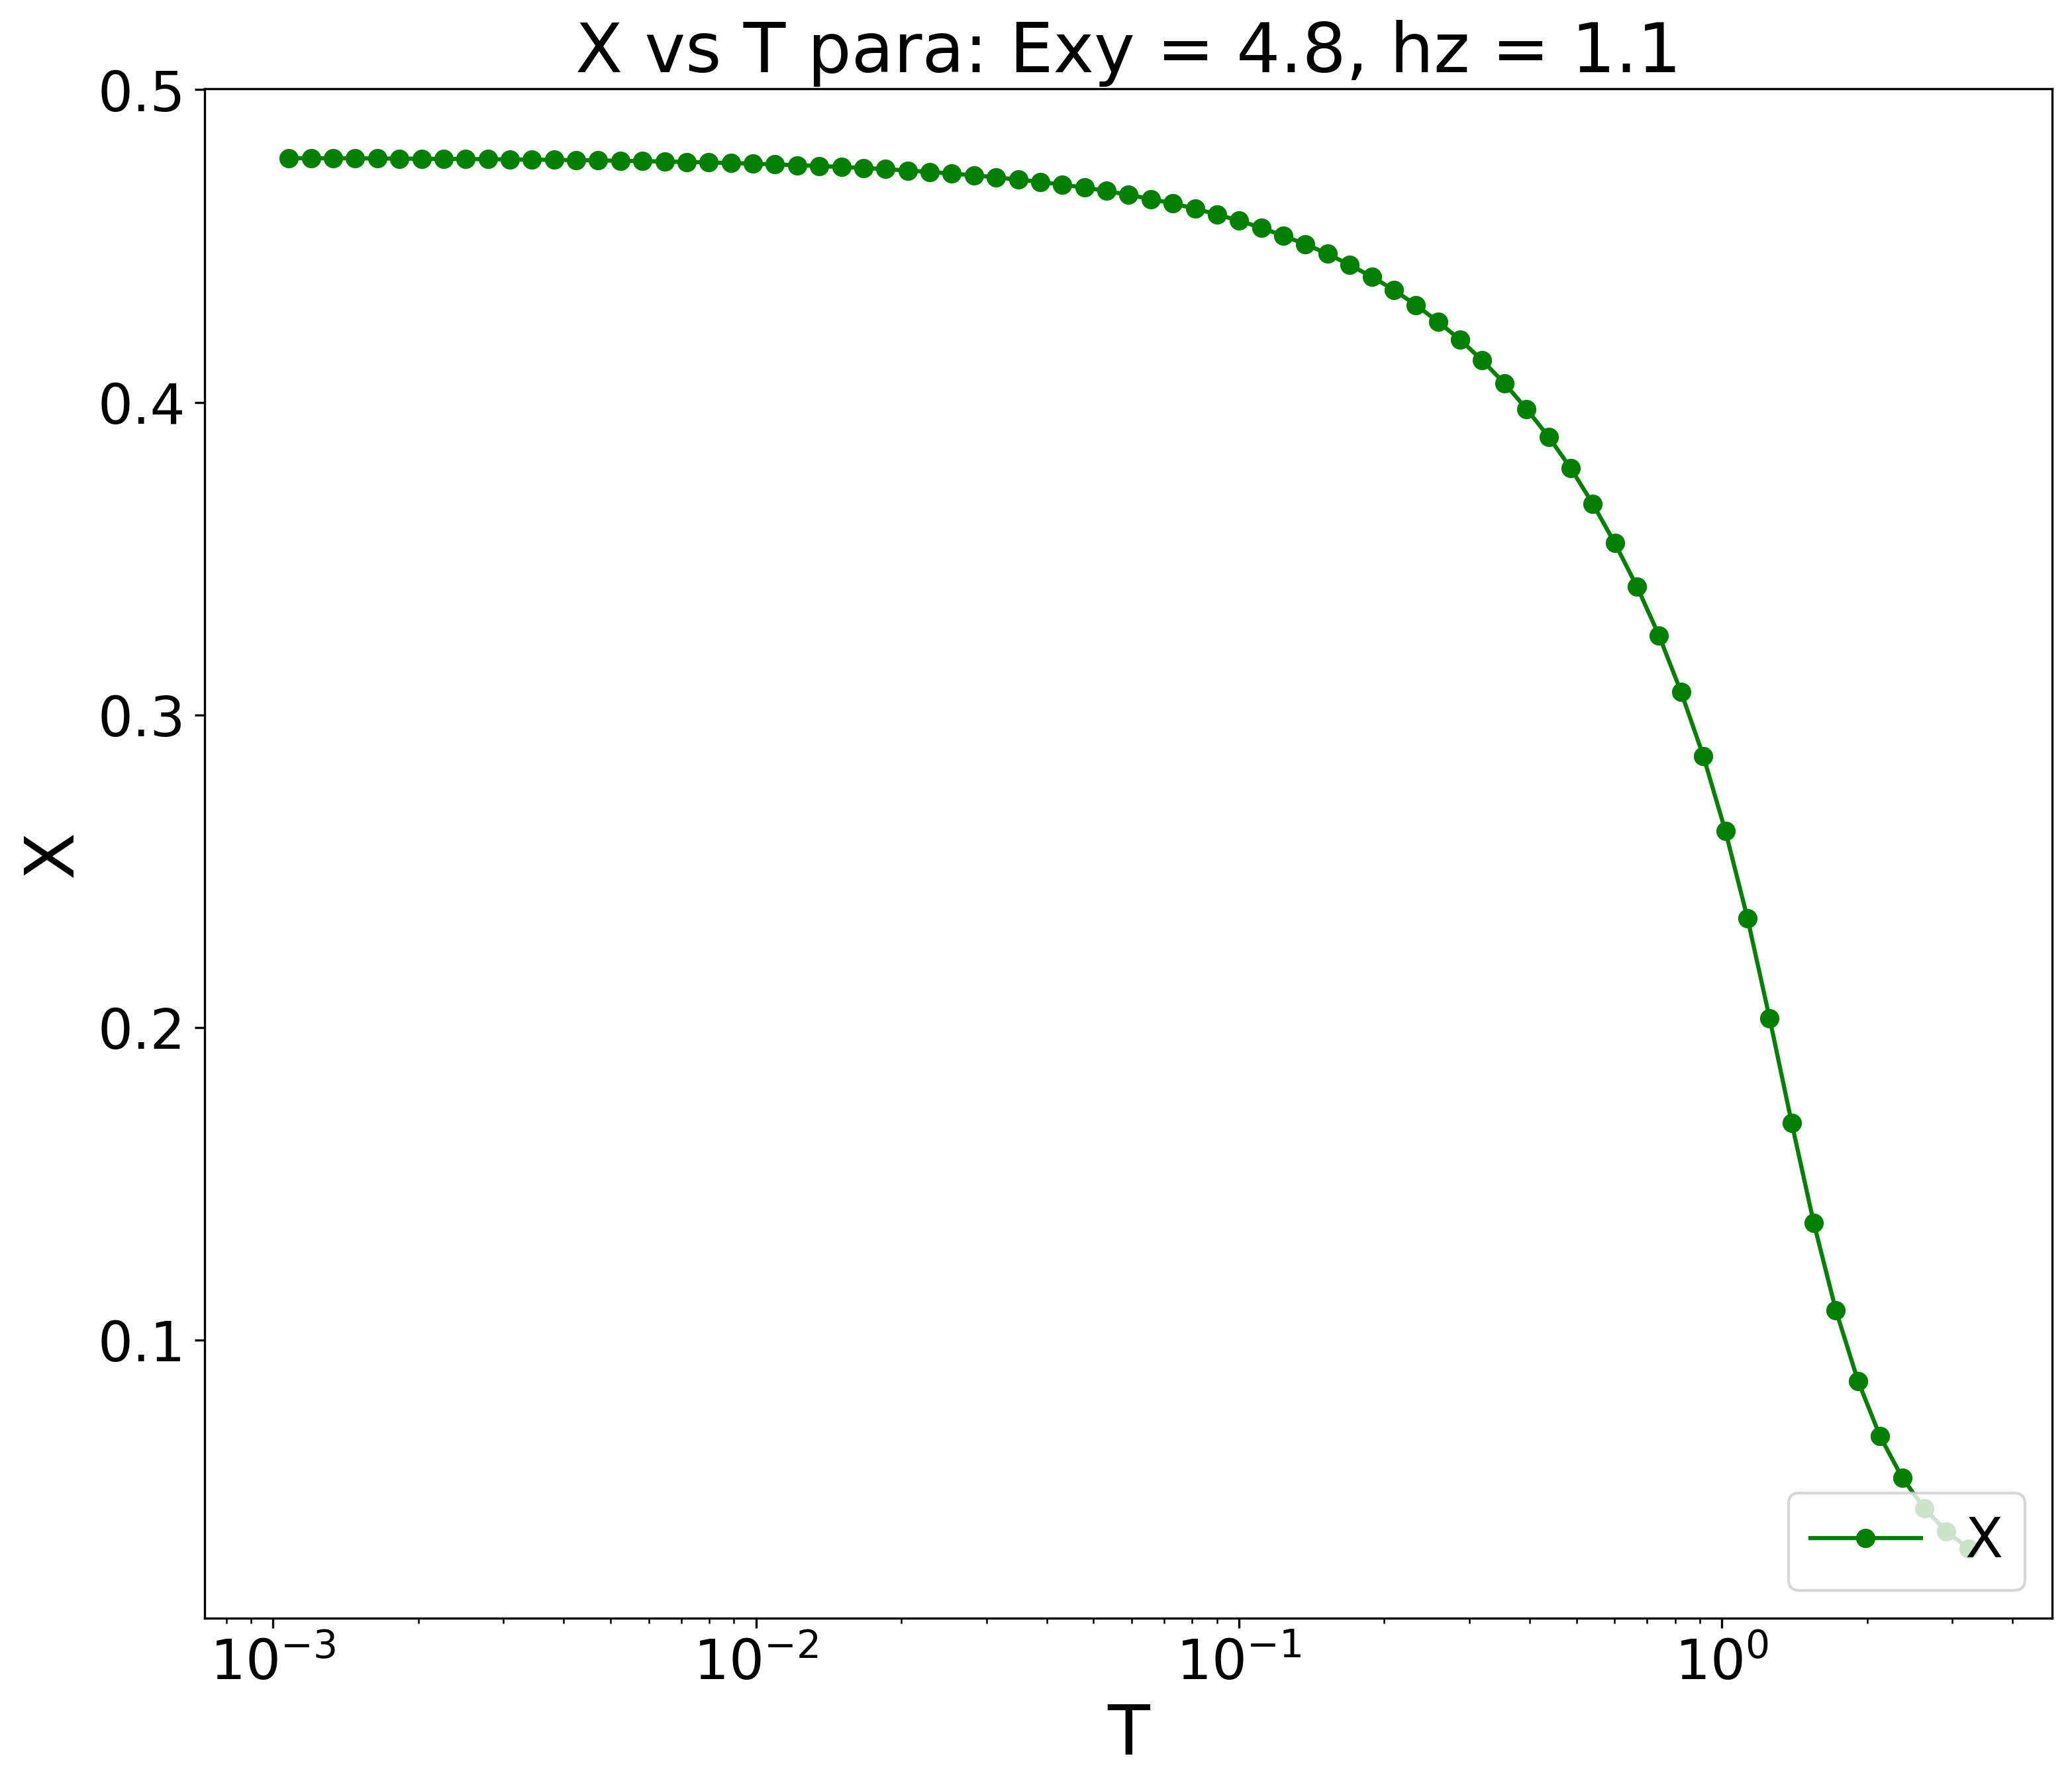 X vs T para: Exy = 4.8, hz = 1.1
0.5
0.4
0.3
0.2
0.1
X
X
10⁻³ 10⁻² 10⁻¹ 10⁰
T